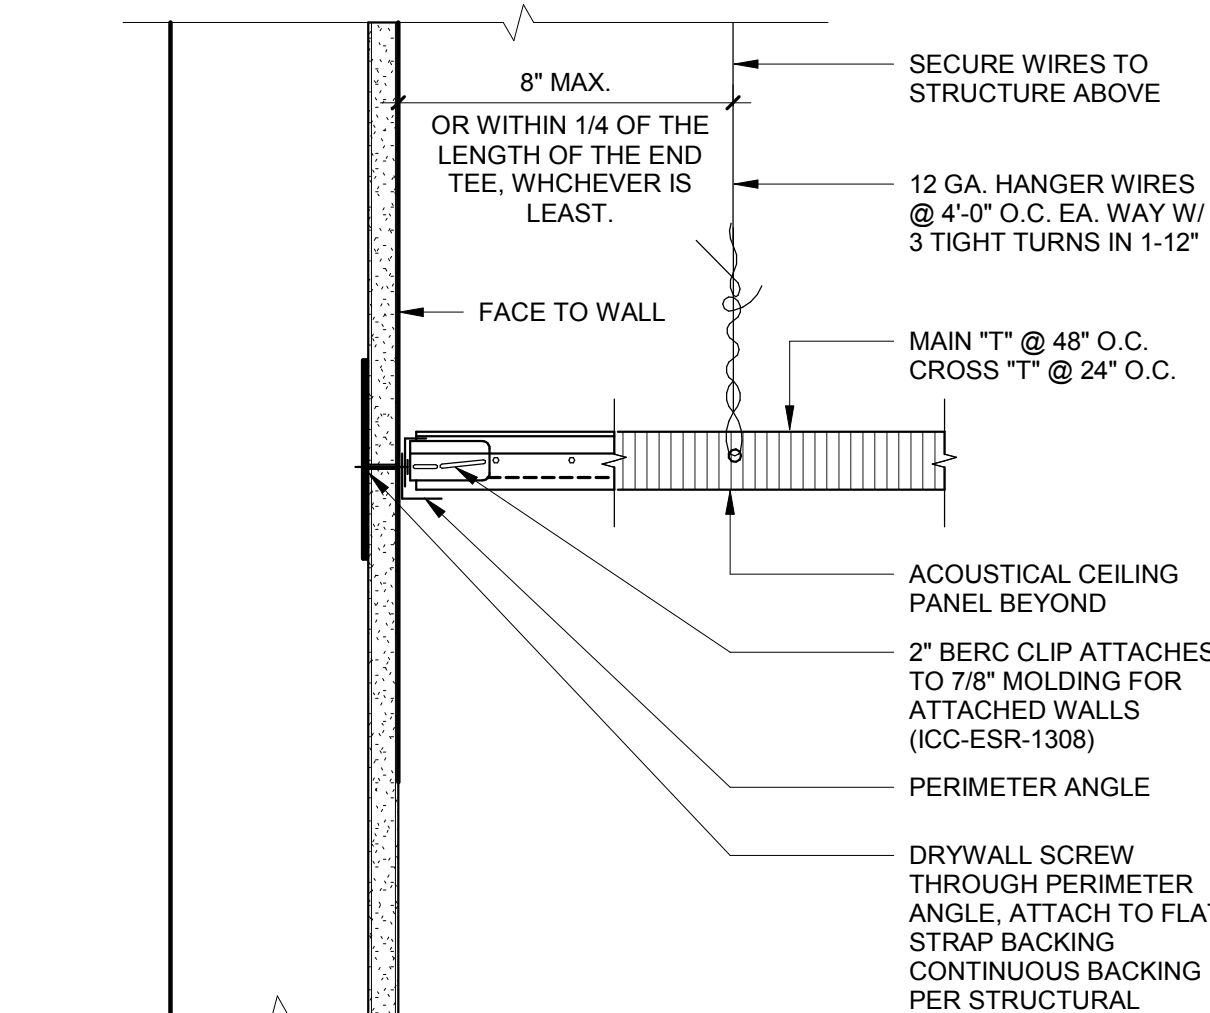 8" MAX.
OR WITHIN 1/4 OF THE
LENGTH OF THE END
TEE, WHCHEVER IS
LEAST.
FACE TO WALL
SECURE WIRES TO
STRUCTURE ABOVE
12 GA. HANGER WIRES
@ 4'-0" O.C. EA. WAY W/
3 TIGHT TURNS IN 1-12"
MAIN "T" @ 48" O.C.
CROSS "T" @ 24" O.C.
ACOUSTICAL CEILING
PANEL BEYOND
2" BERC CLIP ATTACHES
TO 7/8" MOLDING FOR
ATTACHED WALLS
(ICC-ESR-1308)
PERIMETER ANGLE
DRYWALL SCREW
THROUGH PERIMETER
ANGLE, ATTACH TO FLAT
STRAP BACKING
CONTINUOUS BACKING
PER STRUCTURAL